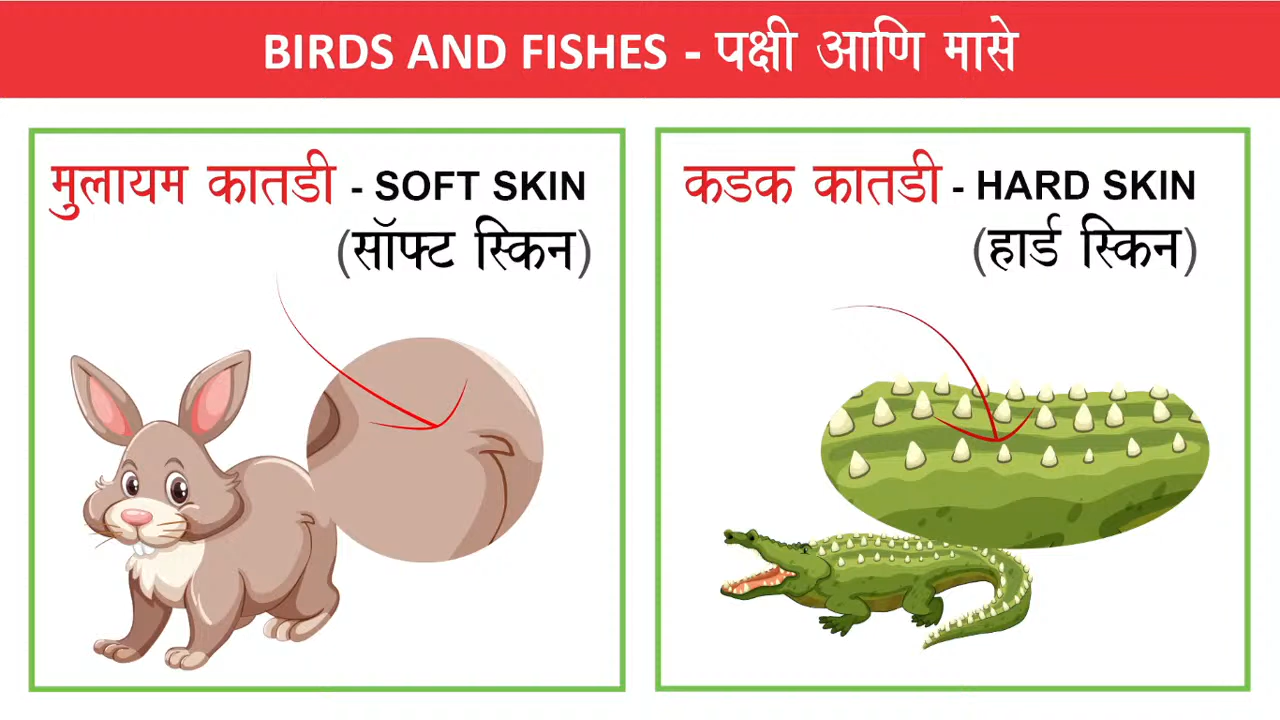 BIRDS AND FISHES - पक्षी आणि मासे
मुलायम कातडी - SOFT SKIN
(सॉफ्ट स्किन)
कडक कातडी - HARD SKIN
(हार्ड स्किन)